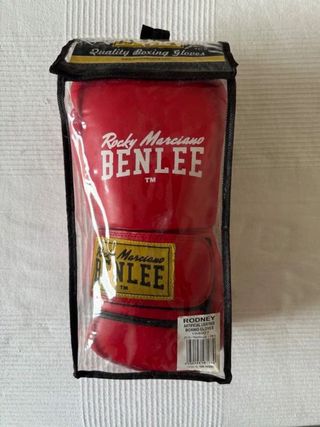 Quality Boxing Gloves
Rocky Marciano
BENLEE
TM
Rocky Marciano
BENLEE
TM
RODNEY
ARTIFICIAL LEATHER
BOXING GLOVES